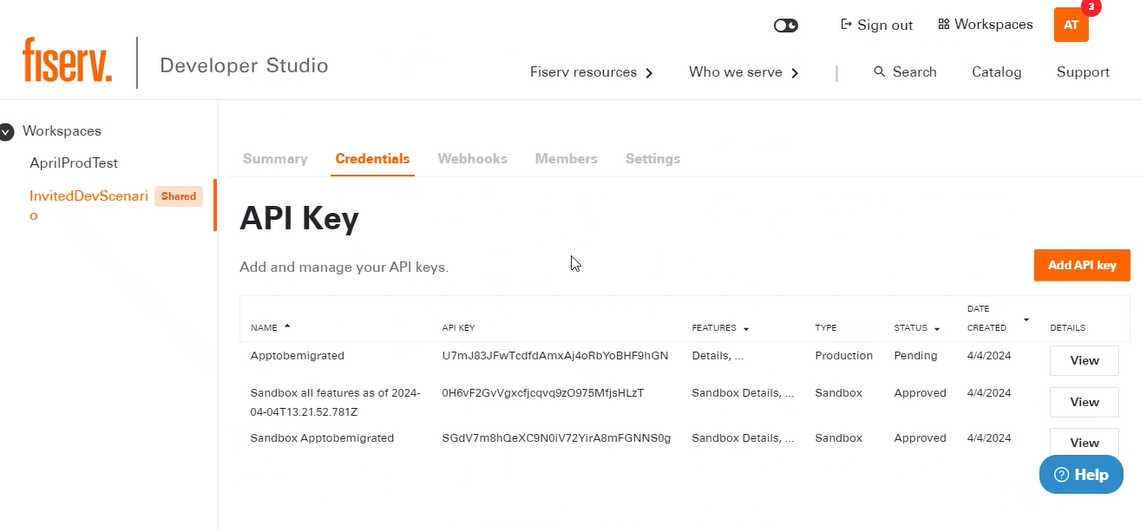 3
Sign out
Workspaces
AT
fiserv.
Developer Studio
Fiserv resources
Who we serve
Search
Catalog
Support
Workspaces
AprilProdTest
InvitedDevScenari
o
Shared
Summary
Credentials
Webhooks
Members
Settings
API Key
Add and manage your API keys.
Add API key
NAME
API KEY
FEATURES
TYPE
STATUS
DATE
CREATED
DETAILS
Apptobemigrated
U7mJ83JFwTcdfdAmxAj4oRbYoBHF9hGN
Details, ...
Production
Pending
4/4/2024
View
Sandbox all features as of 2024-
04-04T13.21.52.781Z
0H6vF2GvVgxcfjcqvq9zO975MfjsHLzT
Sandbox Details, ...
Sandbox
Approved
4/4/2024
View
Sandbox Apptobemigrated
SGdV7m8hQeXC9N0iV72YirA8mFGNNS0g
Sandbox Details, ...
Sandbox
Approved
4/4/2024
View
Help